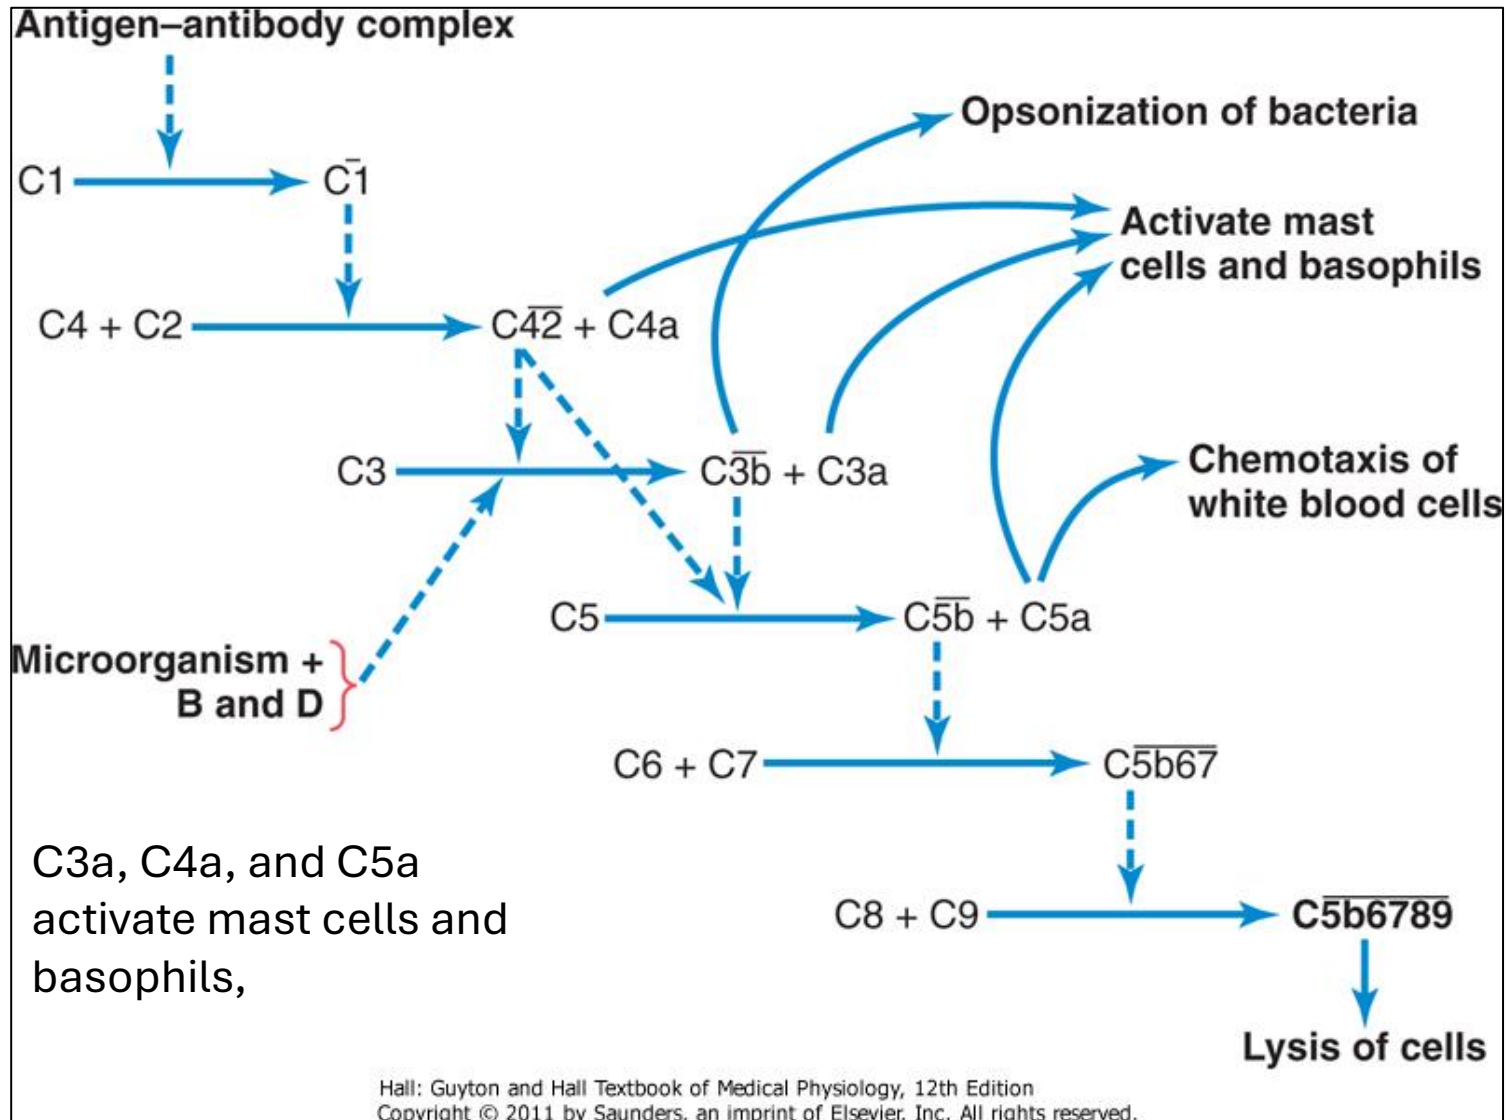 Antigen–antibody complex
Opsonization of bacteria
C1
C1̅
Activate mast
cells and basophils
C4 + C2
C4̅2̅ + C4a
C3
C3̅b̅ + C3a
Chemotaxis of
white blood cells
C5
C5̅b̅ + C5a
Microorganism +
B and D
C6 + C7
C5̅b̅6̅7̅
C3a, C4a, and C5a
activate mast cells and
basophils,
C8 + C9
C5̅b̅6̅7̅8̅9̅
Lysis of cells
Hall: Guyton and Hall Textbook of Medical Physiology, 12th Edition
Copyright © 2011 by Saunders, an imprint of Elsevier, Inc. All rights reserved.